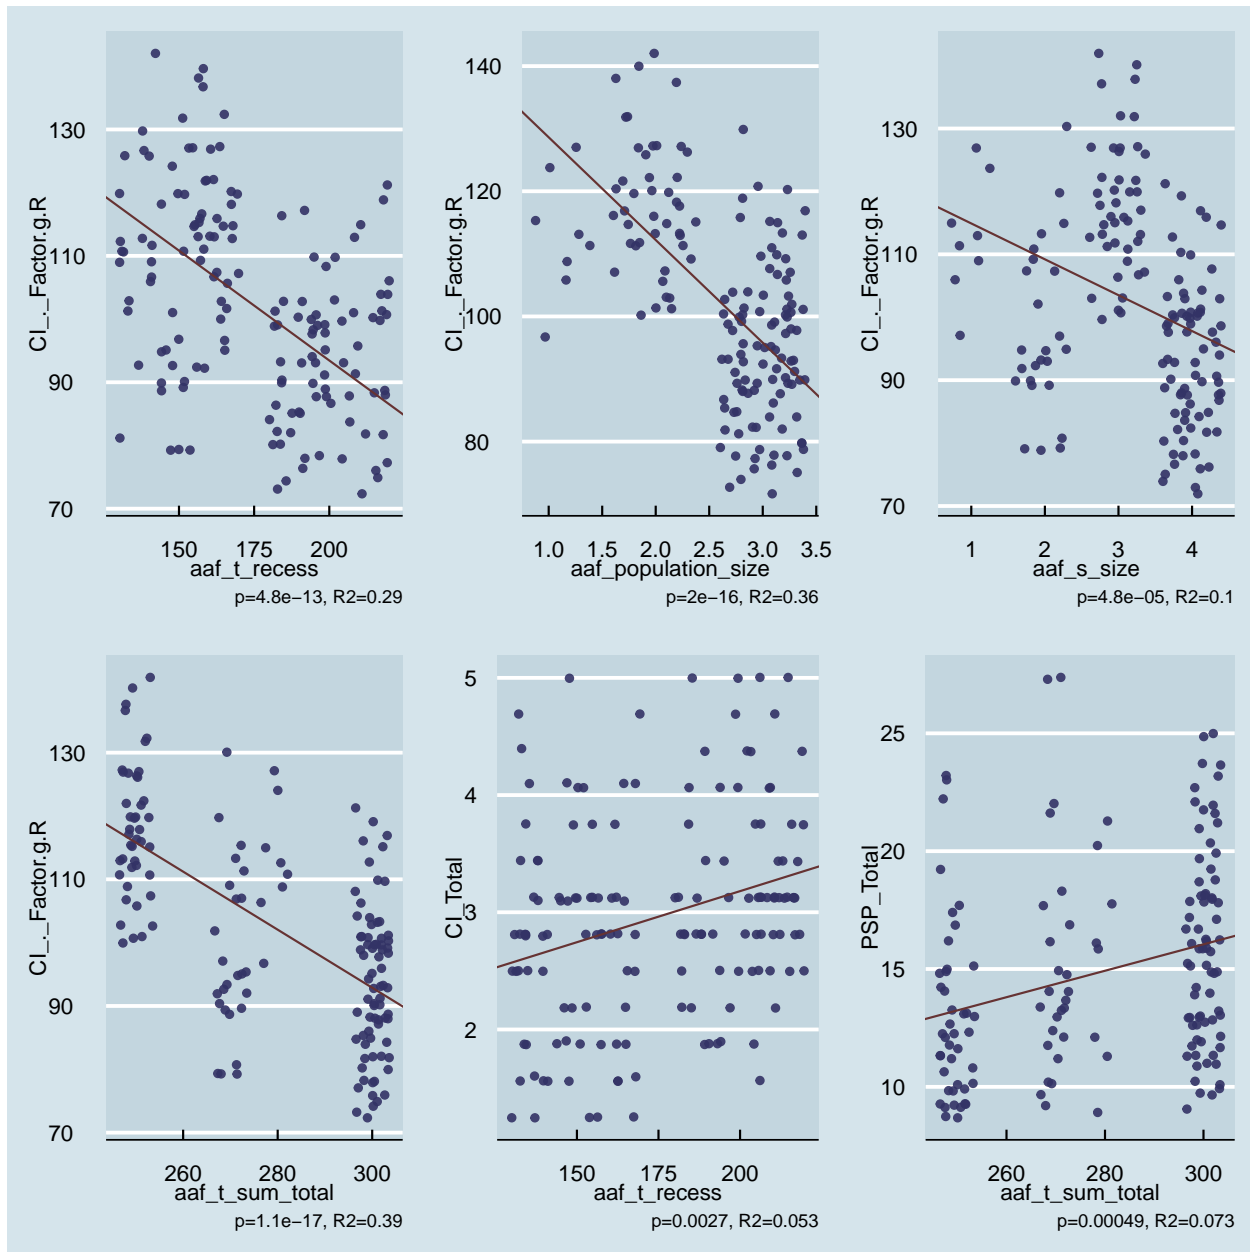 130
110
90
70
CI_._Factor.g.R
150 175 200
aaf_t_recess
p=4.8e−13, R2=0.29
140
120
100
80
CI_._Factor.g.R
1.0 1.5 2.0 2.5 3.0 3.5
aaf_population_size
p=2e−16, R2=0.36
130
110
90
70
CI_._Factor.g.R
1 2 3 4
aaf_s_size
p=4.8e−05, R2=0.1
130
110
90
70
CI_._Factor.g.R
260 280 300
aaf_t_sum_total
p=1.1e−17, R2=0.39
5
4
3
2
CI_Total
150 175 200
aaf_t_recess
p=0.0027, R2=0.053
25
20
15
10
PSP_Total
260 280 300
aaf_t_sum_total
p=0.00049, R2=0.073